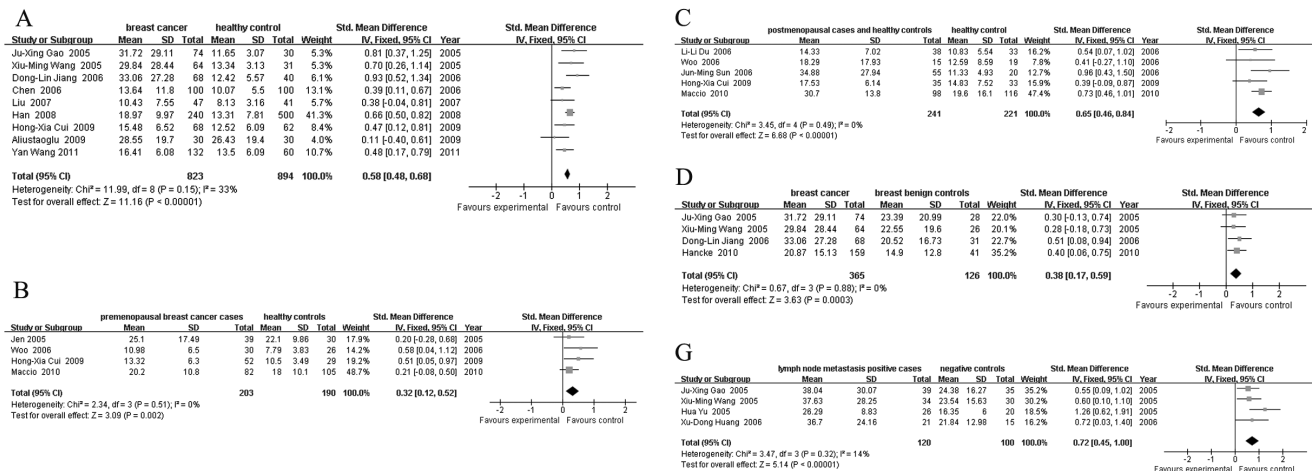 A
breast cancer healthy control Std. Mean Difference Std. Mean Difference
Study or Subgroup Mean SD Total Mean SD Total Weight IV, Fixed, 95% CI Year IV, Fixed, 95% CI
Ju-Xing Gao 2005 31.72 29.11 74 11.65 3.07 30 5.3% 0.81 [0.37, 1.25] 2005
Xiu-Ming Wang 2005 29.84 28.44 64 13.34 3.13 31 5.1% 0.70 [0.26, 1.14] 2005
Dong-Lin Jiang 2006 33.06 27.28 68 12.42 5.57 40 5.9% 0.93 [0.52, 1.34] 2006
Chen 2006 13.64 11.8 100 10.07 5.5 100 12.5% 0.39 [0.11, 0.67] 2006
Liu 2007 10.43 7.55 47 8.13 3.16 41 5.5% 0.38 [-0.04, 0.81] 2007
Han 2008 18.97 9.97 240 13.31 7.81 500 39.7% 0.66 [0.50, 0.82] 2008
Hong-Xia Cui 2009 15.48 6.52 68 12.52 6.09 62 8.1% 0.47 [0.12, 0.81] 2009
Aliustaoglu 2009 28.55 19.7 30 26.43 19.4 30 3.8% 0.11 [-0.40, 0.61] 2009
Yan Wang 2011 16.41 6.08 132 13.5 6.09 60 10.7% 0.48 [0.17, 0.79] 2011
Total (95% CI) 823 894 100.0% 0.58 [0.48, 0.68]
Heterogeneity: Chi² = 11.99, df = 8 (P = 0.15); I² = 33%
Test for overall effect: Z = 11.16 (P < 0.00001)
-2 -1 0 1 2
Favours experimental Favours control
B
premenopausal breast cancer cases healthy controls Std. Mean Difference Std. Mean Difference
Study or Subgroup Mean SD Total Mean SD Total Weight IV, Fixed, 95% CI Year IV, Fixed, 95% CI
Jen 2005 25.1 17.49 39 22.1 9.86 30 17.9% 0.20 [-0.28, 0.68] 2005
Woo 2006 10.98 6.5 30 7.79 3.83 26 14.2% 0.58 [0.04, 1.12] 2006
Hong-Xia Cui 2009 13.32 6.3 52 10.5 3.49 29 19.2% 0.51 [0.05, 0.97] 2009
Maccio 2010 20.2 10.8 82 18 10.1 105 48.7% 0.21 [-0.08, 0.50] 2010
Total (95% CI) 203 190 100.0% 0.32 [0.12, 0.52]
Heterogeneity: Chi² = 2.34, df = 3 (P = 0.51); I² = 0%
Test for overall effect: Z = 3.09 (P = 0.002)
-2 -1 0 1 2
Favours experimental Favours control
C
postmenopausal cases and healthy controls healthy control Std. Mean Difference Std. Mean Difference
Study or Subgroup Mean SD Total Mean SD Total Weight IV, Fixed, 95% CI Year IV, Fixed, 95% CI
Li-Li Du 2006 14.33 7.02 38 10.83 5.54 33 16.2% 0.54 [0.07, 1.02] 2006
Woo 2006 18.29 17.93 15 12.59 8.59 19 7.8% 0.41 [-0.27, 1.10] 2006
Jun-Ming Sun 2006 34.88 27.94 55 11.33 4.93 20 12.9% 0.96 [0.43, 1.50] 2006
Hong-Xia Cui 2009 17.53 6.14 35 14.83 7.52 33 15.8% 0.39 [-0.09, 0.87] 2009
Maccio 2010 30.7 13.8 98 19.6 16.1 116 47.4% 0.73 [0.46, 1.01] 2010
Total (95% CI) 241 221 100.0% 0.65 [0.46, 0.84]
Heterogeneity: Chi² = 3.45, df = 4 (P = 0.49); I² = 0%
Test for overall effect: Z = 6.68 (P < 0.00001)
-2 -1 0 1 2
Favours experimental Favours control
D
breast cancer breast benign controls Std. Mean Difference Std. Mean Difference
Study or Subgroup Mean SD Total Mean SD Total Weight IV, Fixed, 95% CI Year IV, Fixed, 95% CI
Ju-Xing Gao 2005 31.72 29.11 74 23.39 20.99 28 22.0% 0.30 [-0.13, 0.74] 2005
Xiu-Ming Wang 2005 29.84 28.44 64 22.55 19.6 26 20.1% 0.28 [-0.18, 0.73] 2005
Dong-Lin Jiang 2006 33.06 27.28 68 20.52 16.73 31 22.7% 0.51 [0.08, 0.94] 2006
Hancke 2010 20.87 15.13 159 14.9 12.8 41 35.2% 0.40 [0.06, 0.75] 2010
Total (95% CI) 365 126 100.0% 0.38 [0.17, 0.59]
Heterogeneity: Chi² = 0.67, df = 3 (P = 0.88); I² = 0%
Test for overall effect: Z = 3.63 (P = 0.0003)
-2 -1 0 1 2
Favours experimental Favours control
G
lymph node metastasis positive cases negative controls Std. Mean Difference Std. Mean Difference
Study or Subgroup Mean SD Total Mean SD Total Weight IV, Fixed, 95% CI Year IV, Fixed, 95% CI
Ju-Xing Gao 2005 38.04 30.07 39 24.38 16.27 35 35.2% 0.55 [0.09, 1.02] 2005
Xiu-Ming Wang 2005 37.63 28.25 34 23.54 15.63 30 30.0% 0.60 [0.10, 1.10] 2005
Hua Yu 2005 26.29 8.83 26 16.35 6 20 18.5% 1.26 [0.62, 1.91] 2005
Xu-Dong Huang 2006 36.7 24.16 21 21.84 12.98 15 16.3% 0.72 [0.03, 1.40] 2006
Total (95% CI) 120 100 100.0% 0.72 [0.45, 1.00]
Heterogeneity: Chi² = 3.47, df = 3 (P = 0.32); I² = 14%
Test for overall effect: Z = 5.14 (P < 0.00001)
-2 -1 0 1 2
Favours experimental Favours control